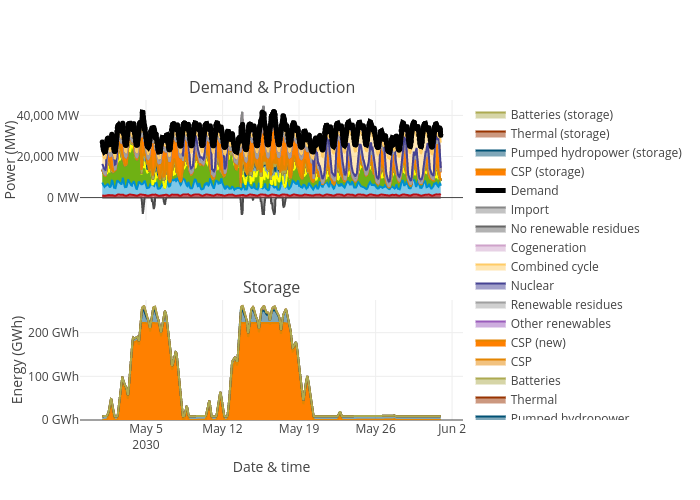 Demand & Production
Power (MW)
40,000 MW
20,000 MW
0 MW
Storage
Energy (GWh)
200 GWh
100 GWh
0 GWh
May 5
2030
May 12
May 19
May 26
Jun 2
Date & time
Batteries (storage)
Thermal (storage)
Pumped hydropower (storage)
CSP (storage)
Demand
Import
No renewable residues
Cogeneration
Combined cycle
Nuclear
Renewable residues
Other renewables
CSP (new)
CSP
Batteries
Thermal
Pumped hydropower